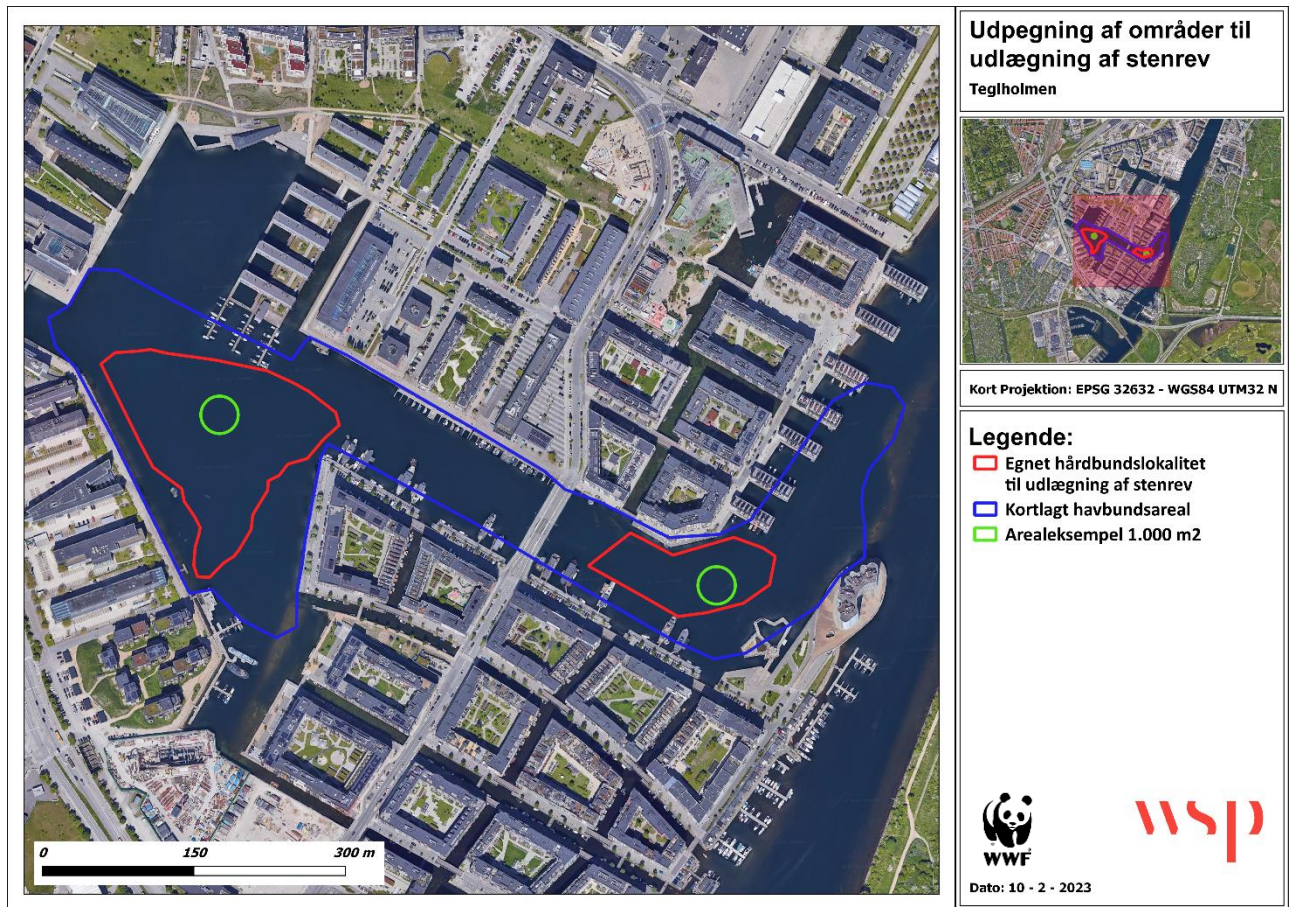 Udpegning af områder til
udlægning af stenrev
Teglholmen
Kort Projektion: EPSG 32632 - WGS84 UTM32 N
Legende:
Egnet hårdbundslokalitet
til udlægning af stenrev
Kortlagt havbundsareal
Arealeksempel 1.000 m2
0 150 300 m
WWF
wsp
Dato: 10 - 2 - 2023